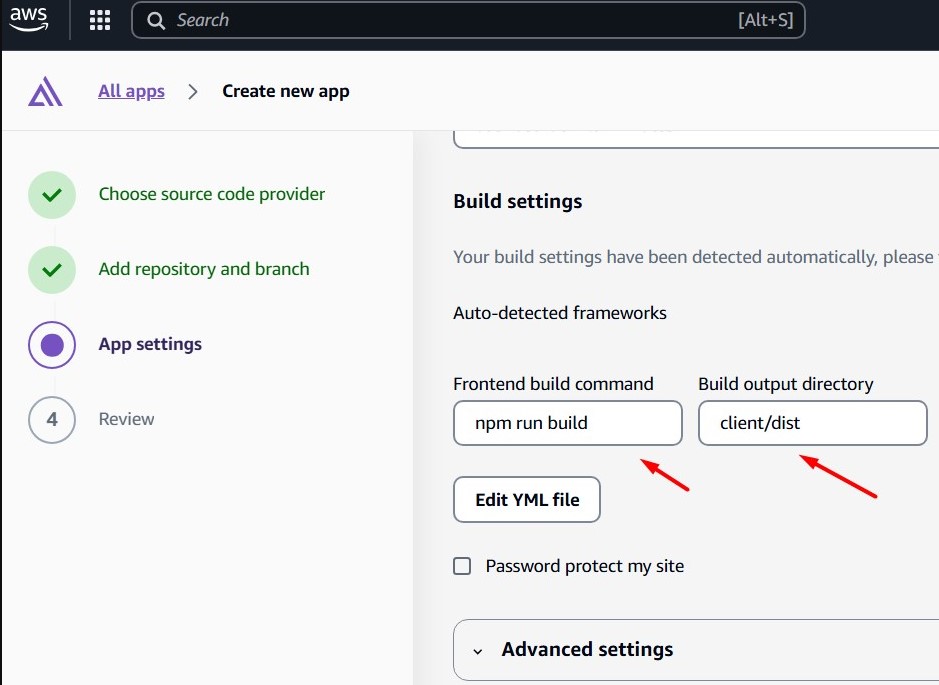 aws
Search [Alt+S]
All apps > Create new app
Choose source code provider
Add repository and branch
App settings
4 Review
Build settings
Your build settings have been detected automatically, please
Auto-detected frameworks
Frontend build command Build output directory
npm run build client/dist
Edit YML file
Password protect my site
Advanced settings